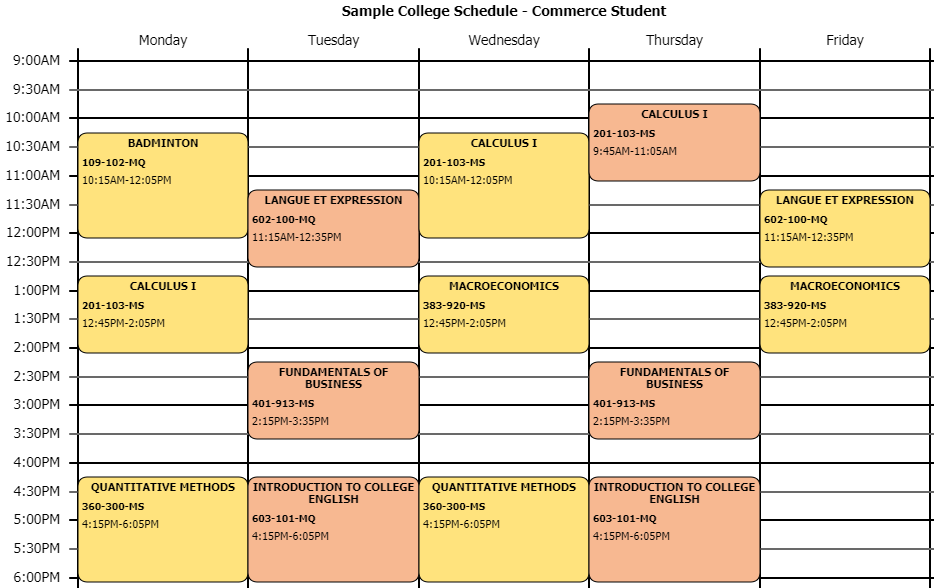 Sample College Schedule - Commerce Student
Monday Tuesday Wednesday Thursday Friday
9:00AM
9:30AM
10:00AM
10:30AM
11:00AM
11:30AM
12:00PM
12:30PM
1:00PM
1:30PM
2:00PM
2:30PM
3:00PM
3:30PM
4:00PM
4:30PM
5:00PM
5:30PM
6:00PM
BADMINTON
109-102-MQ
10:15AM-12:05PM
CALCULUS I
201-103-MS
12:45PM-2:05PM
QUANTITATIVE METHODS
360-300-MS
4:15PM-6:05PM
LANGUE ET EXPRESSION
602-100-MQ
11:15AM-12:35PM
FUNDAMENTALS OF
BUSINESS
401-913-MS
2:15PM-3:35PM
INTRODUCTION TO COLLEGE
ENGLISH
603-101-MQ
4:15PM-6:05PM
CALCULUS I
201-103-MS
10:15AM-12:05PM
MACROECONOMICS
383-920-MS
12:45PM-2:05PM
QUANTITATIVE METHODS
360-300-MS
4:15PM-6:05PM
CALCULUS I
201-103-MS
9:45AM-11:05AM
FUNDAMENTALS OF
BUSINESS
401-913-MS
2:15PM-3:35PM
INTRODUCTION TO COLLEGE
ENGLISH
603-101-MQ
4:15PM-6:05PM
LANGUE ET EXPRESSION
602-100-MQ
11:15AM-12:35PM
MACROECONOMICS
383-920-MS
12:45PM-2:05PM